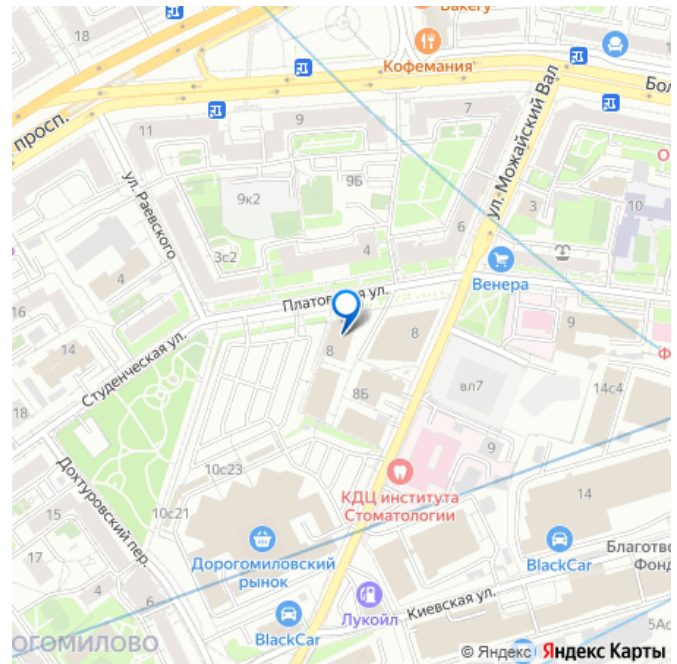 Bakery
18
Кофемания
1
Бол
просп.
11
9
7
ул. Можайский Вал
ул. Раевского
9Б
9к2
О
3
10
3с2
4
6
4
Венера
Платовская ул.
16
14
Студенческая ул.
8
8
9
Ф
8Б
вл7
14с4
18
10с23
9
КДЦ института
Стоматологии
14
15
10с21
Дохтуровский пер.
17
Дорогомиловский
рынок
BlackCar
Благотв
Фонд
4
6
Лукойл
Киевская ул.
BlackCar
5Ас
ОГОМИЛОВО
© Яндекс Яндекс Карты